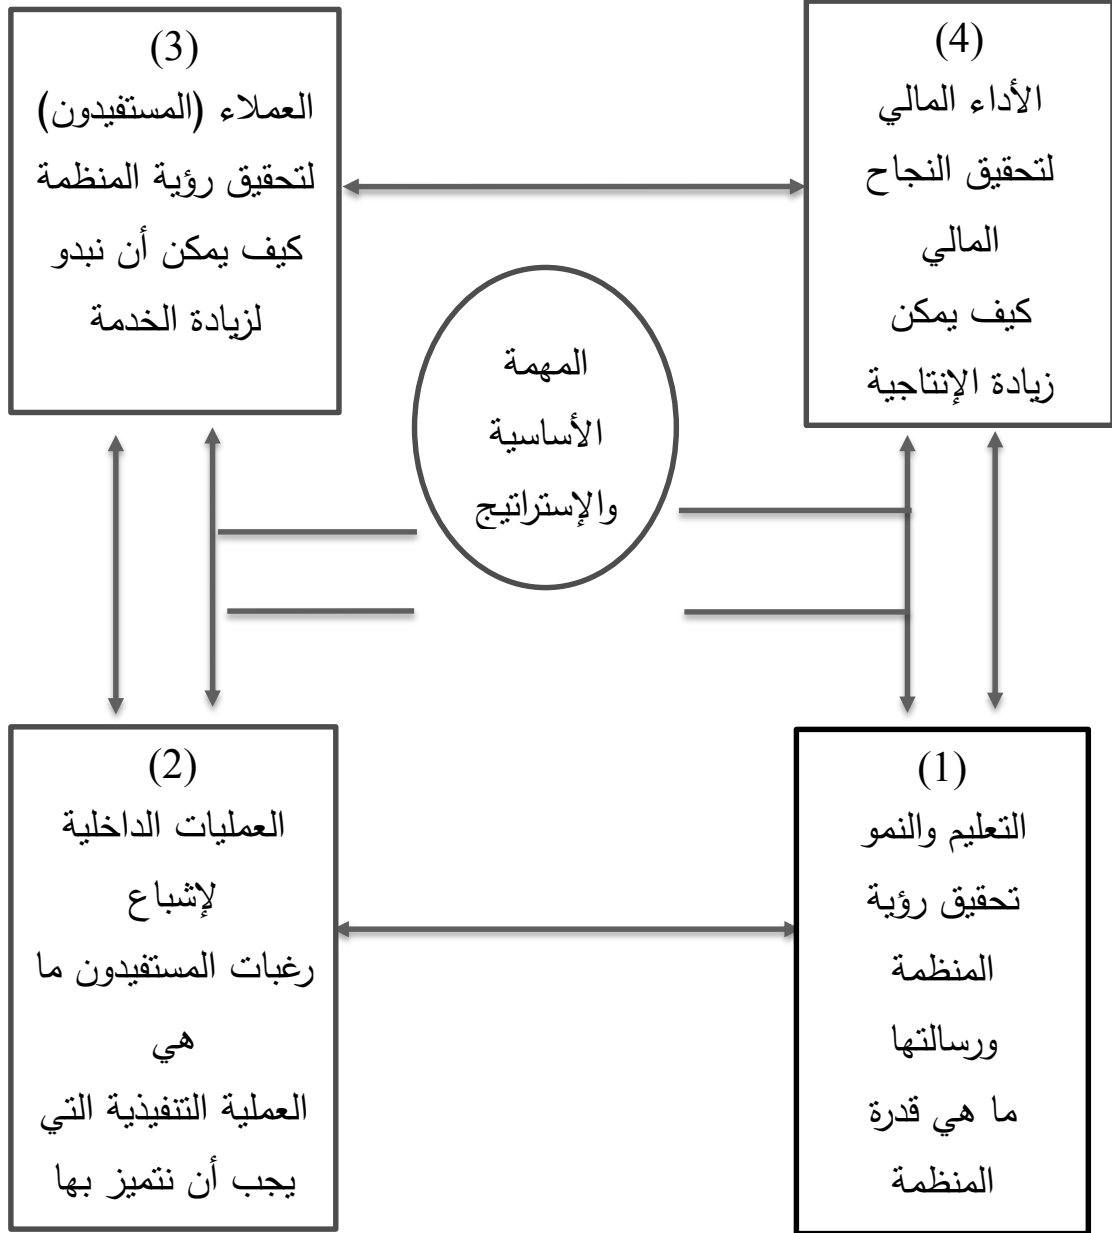 (4)
الأداء المالي
لتحقيق النجاح
المالي
كيف يمكن
زيادة الإنتاجية
(3)
العملاء (المستفيدون)
لتحقيق رؤية المنظمة
كيف يمكن أن نبدو
لزيادة الخدمة
المهمة
الأساسية
والإستراتيج
(1)
التعليم والنمو
تحقيق رؤية
المنظمة
ورسالتها
ما هي قدرة
المنظمة
(2)
العمليات الداخلية
لإشباع
رغبات المستفيدون ما
هي
العملية التنفيذية التي
يجب أن نتميز بها